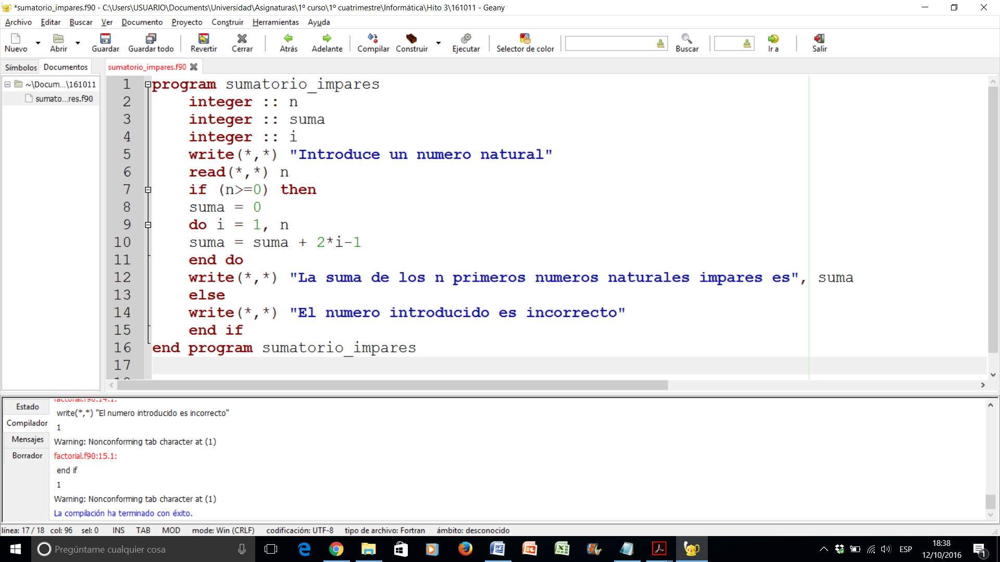 *sumatorio_impares.f90 - C:\Users\USUARIO\Documents\Universidad\Asignaturas\1º curso\1º cuatrimestre\Informática\Hito 3\161011 - Geany
Archivo Editar Buscar Ver Documento Proyecto Construir Herramientas Ayuda
Nuevo Abrir Guardar Guardar todo Revertir Cerrar Atrás Adelante Compilar Construir Ejecutar Selector de color Buscar Ir a Salir
Símbolos Documentos sumatorio_impares.f90
~\Docum...\161011
sumato...res.f90
1 program sumatorio_impares
2 integer :: n
3 integer :: suma
4 integer :: i
5 write(*,*) "Introduce un numero natural"
6 read(*,*) n
7 if (n>=0) then
8 suma = 0
9 do i = 1, n
10 suma = suma + 2*i-1
11 end do
12 write(*,*) "La suma de los n primeros numeros naturales impares es", suma
13 else
14 write(*,*) "El numero introducido es incorrecto"
15 end if
16 end program sumatorio_impares
17
Estado
Compilador
Mensajes
Borrador
factorial.f90:14.1:
write(*,*) "El numero introducido es incorrecto"
1
Warning: Nonconforming tab character at (1)
factorial.f90:15.1:
end if
1
Warning: Nonconforming tab character at (1)
La compilación ha terminado con éxito.
línea: 17 / 18 col: 96 sel: 0 INS TAB MOD mode: Win (CRLF) codificación: UTF-8 tipo de archivo: Fortran ámbito: desconocido
Pregúntame cualquier cosa
ESP
18:38
12/10/2016
1